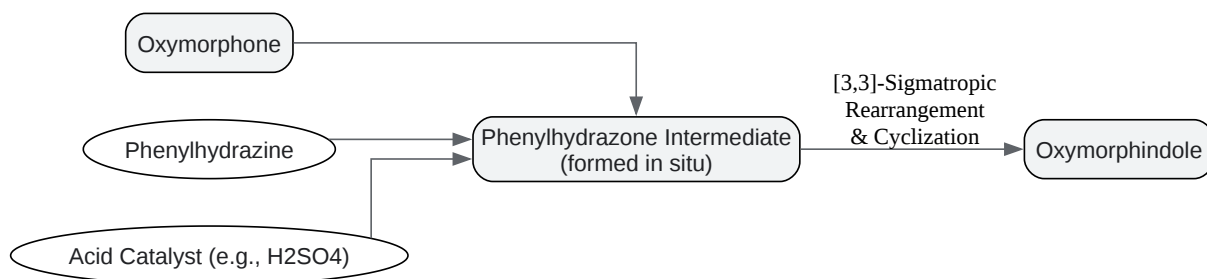 Oxymorphone
Phenylhydrazine
Acid Catalyst (e.g., H2SO4)
Phenylhydrazone Intermediate
(formed in situ)
[3,3]-Sigmatropic
Rearrangement
& Cyclization
Oxymorphindole